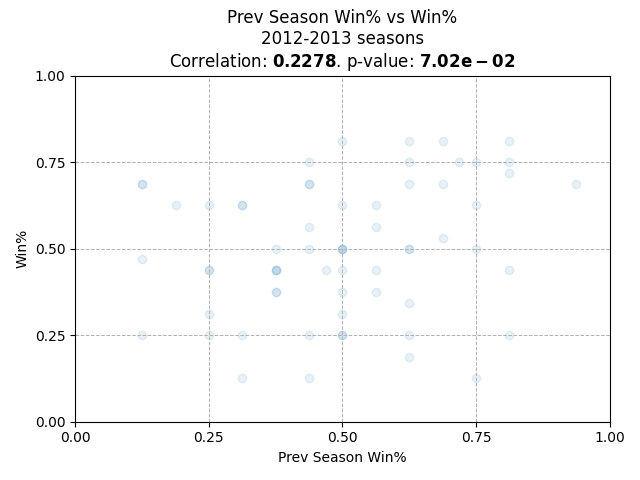 Prev Season Win% vs Win%
2012-2013 seasons
Correlation: 0.2278. p-value: 7.02e − 02
1.00
0.75
0.50
0.25
0.00
Win%
0.00 0.25 0.50 0.75 1.00
Prev Season Win%